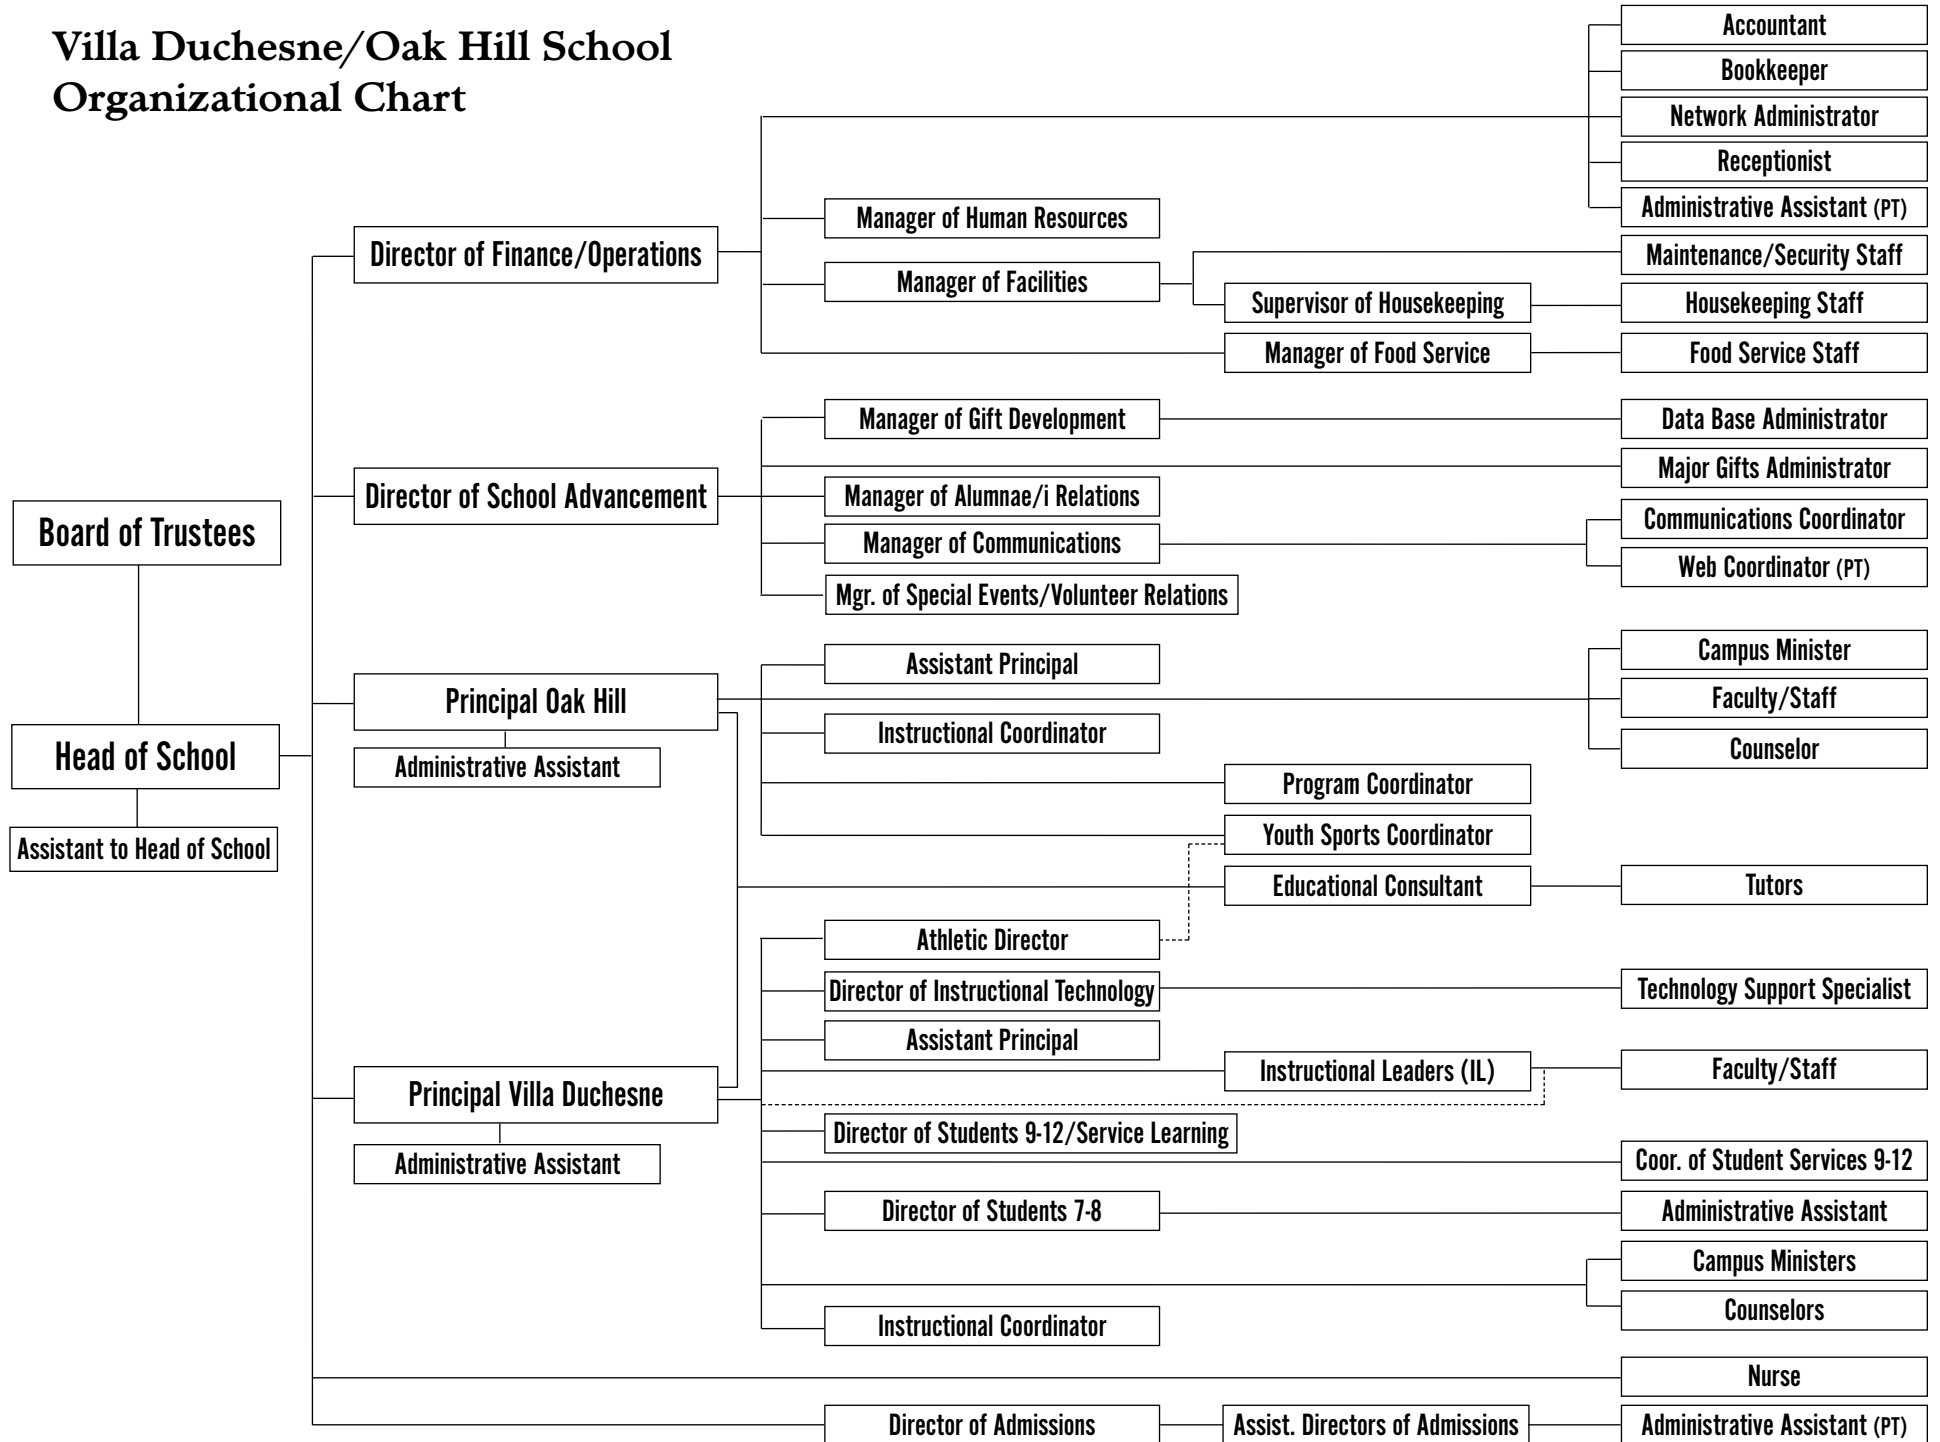 Villa Duchesne/Oak Hill School
Organizational Chart
Accountant
Bookkeeper
Network Administrator
Receptionist
Administrative Assistant (PT)
Manager of Human Resources
Director of Finance/Operations
Manager of Facilities
Maintenance/Security Staff
Supervisor of Housekeeping
Housekeeping Staff
Manager of Food Service
Food Service Staff
Manager of Gift Development
Data Base Administrator
Major Gifts Administrator
Director of School Advancement
Manager of Alumnae/i Relations
Manager of Communications
Communications Coordinator
Web Coordinator (PT)
Mgr. of Special Events/Volunteer Relations
Board of Trustees
Head of School
Assistant to Head of School
Principal Oak Hill
Administrative Assistant
Assistant Principal
Instructional Coordinator
Campus Minister
Faculty/Staff
Counselor
Program Coordinator
Youth Sports Coordinator
Educational Consultant
Tutors
Athletic Director
Director of Instructional Technology
Technology Support Specialist
Assistant Principal
Instructional Leaders (IL)
Faculty/Staff
Principal Villa Duchesne
Administrative Assistant
Director of Students 9-12/Service Learning
Coor. of Student Services 9-12
Director of Students 7-8
Administrative Assistant
Campus Ministers
Counselors
Instructional Coordinator
Nurse
Director of Admissions
Assist. Directors of Admissions
Administrative Assistant (PT)